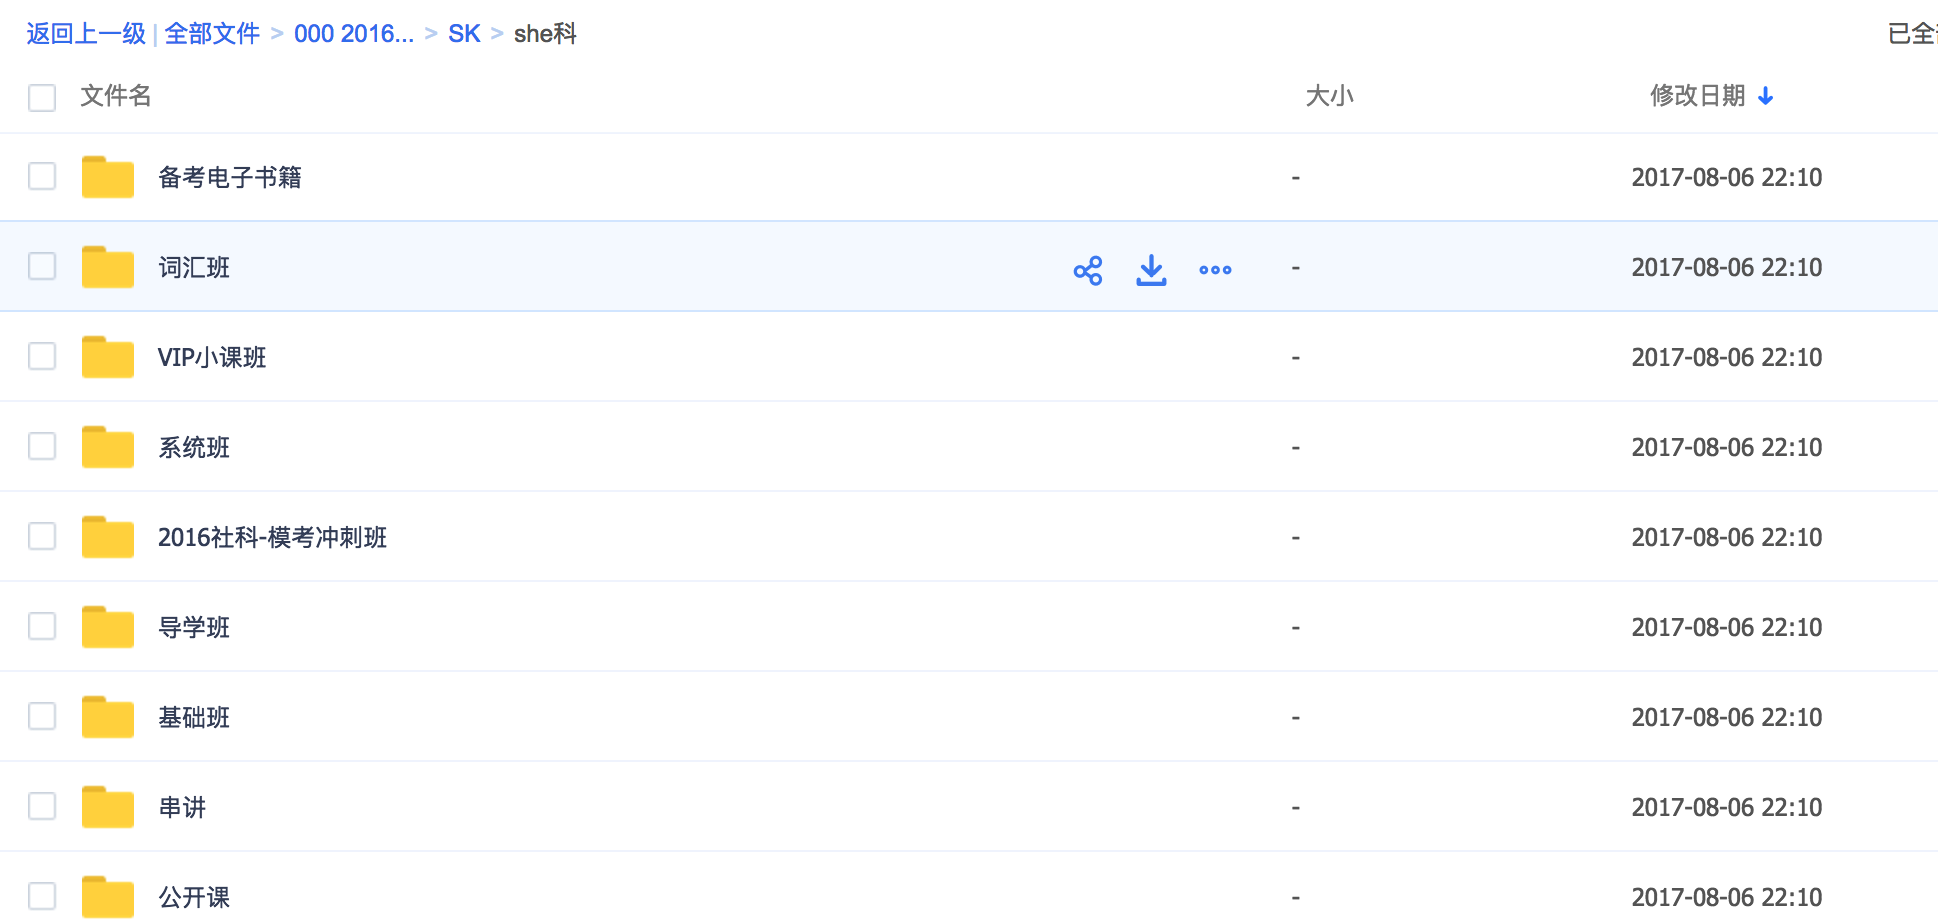 返回上一级 | 全部文件 > 000 2016... > SK > she科
已全
文件名 大小 修改日期
备考电子书籍 - 2017-08-06 22:10
词汇班 - 2017-08-06 22:10
VIP小课班 - 2017-08-06 22:10
系统班 - 2017-08-06 22:10
2016社科-模考冲刺班 - 2017-08-06 22:10
导学班 - 2017-08-06 22:10
基础班 - 2017-08-06 22:10
串讲 - 2017-08-06 22:10
公开课 - 2017-08-06 22:10